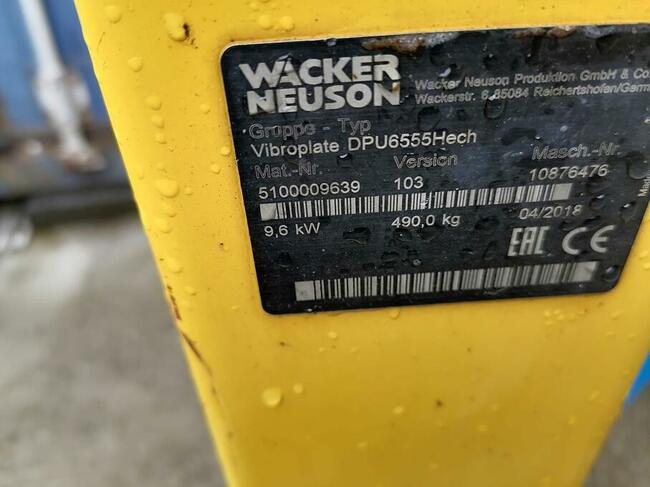 WACKER
NEUSON
Wacker Neuson Produktion GmbH & Co.
Wackerstr. 6,85084 Reichertshofen/Germ
Gruppe - Typ
Vibroplate DPU6555Hech
Mat.-Nr. Version Masch.-Nr.
5100009639 103 10876476
9,6 kW 490,0 kg 04/2018
EAC CE